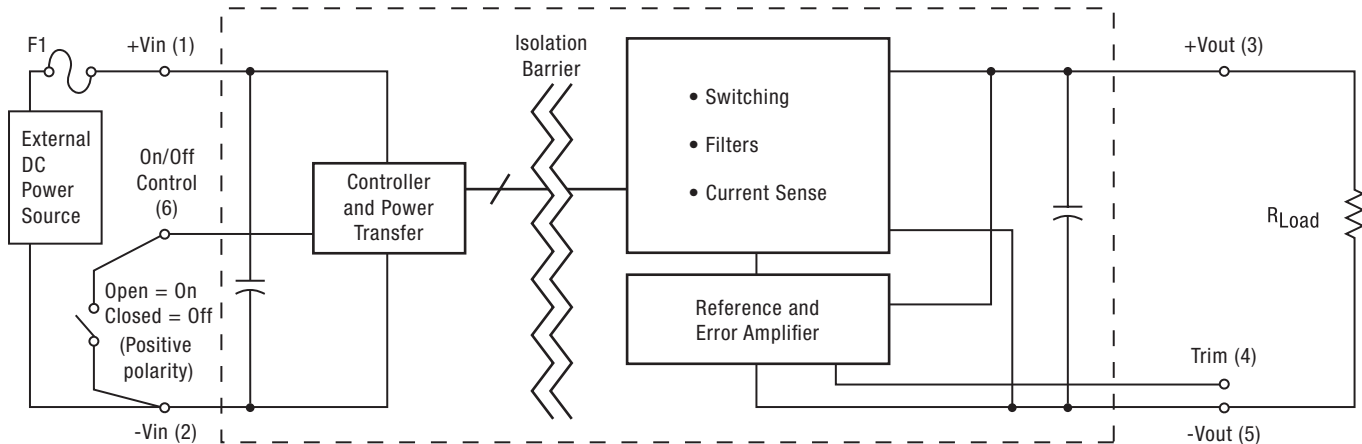 F1
+Vin (1)
External
DC
Power
Source
On/Off
Control
(6)
Open = On
Closed = Off
(Positive
polarity)
-Vin (2)
Controller
and Power
Transfer
Isolation
Barrier
• Switching
• Filters
• Current Sense
Reference and
Error Amplifier
+Vout (3)
RLoad
Trim (4)
-Vout (5)